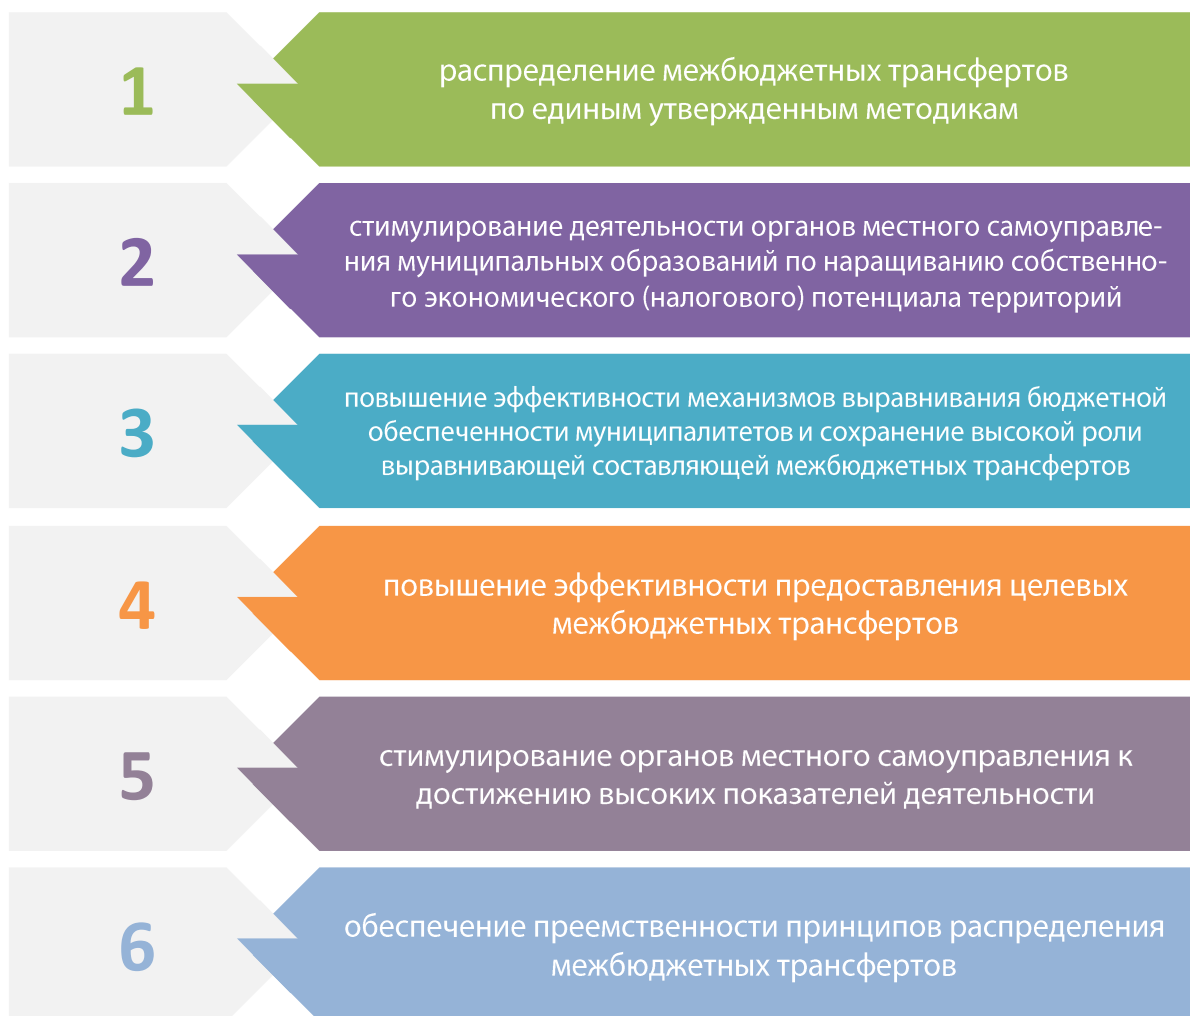 1
распределение межбюджетных трансфертов
по единым утвержденным методикам
2
стимулирование деятельности органов местного самоуправле-
ния муниципальных образований по наращиванию собственно-
го экономического (налогового) потенциала территорий
3
повышение эффективности механизмов выравнивания бюджетной
обеспеченности муниципалитетов и сохранение высокой роли
выравнивающей составляющей межбюджетных трансфертов
4
повышение эффективности предоставления целевых
межбюджетных трансфертов
5
стимулирование органов местного самоуправления к
достижению высоких показателей деятельности
6
обеспечение преемственности принципов распределения
межбюджетных трансфертов